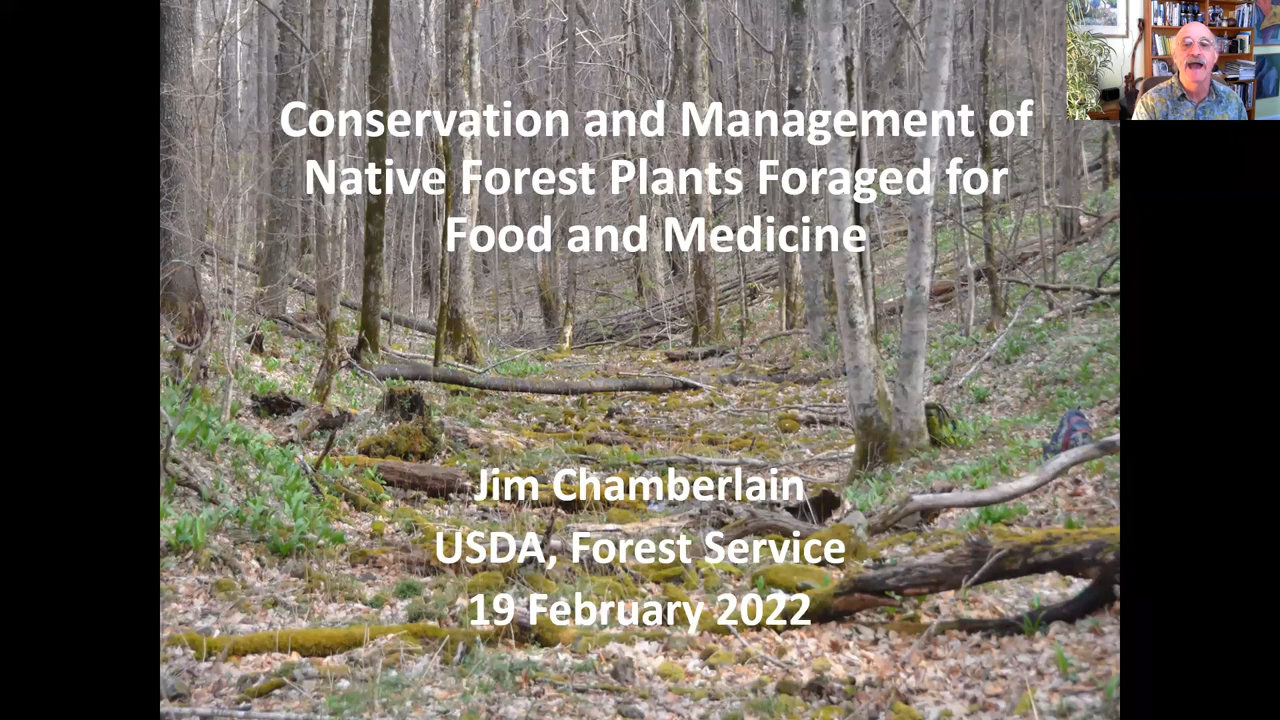 Conservation and Management of
Native Forest Plants Foraged for
Food and Medicine
Jim Chamberlain
USDA, Forest Service
19 February 2022